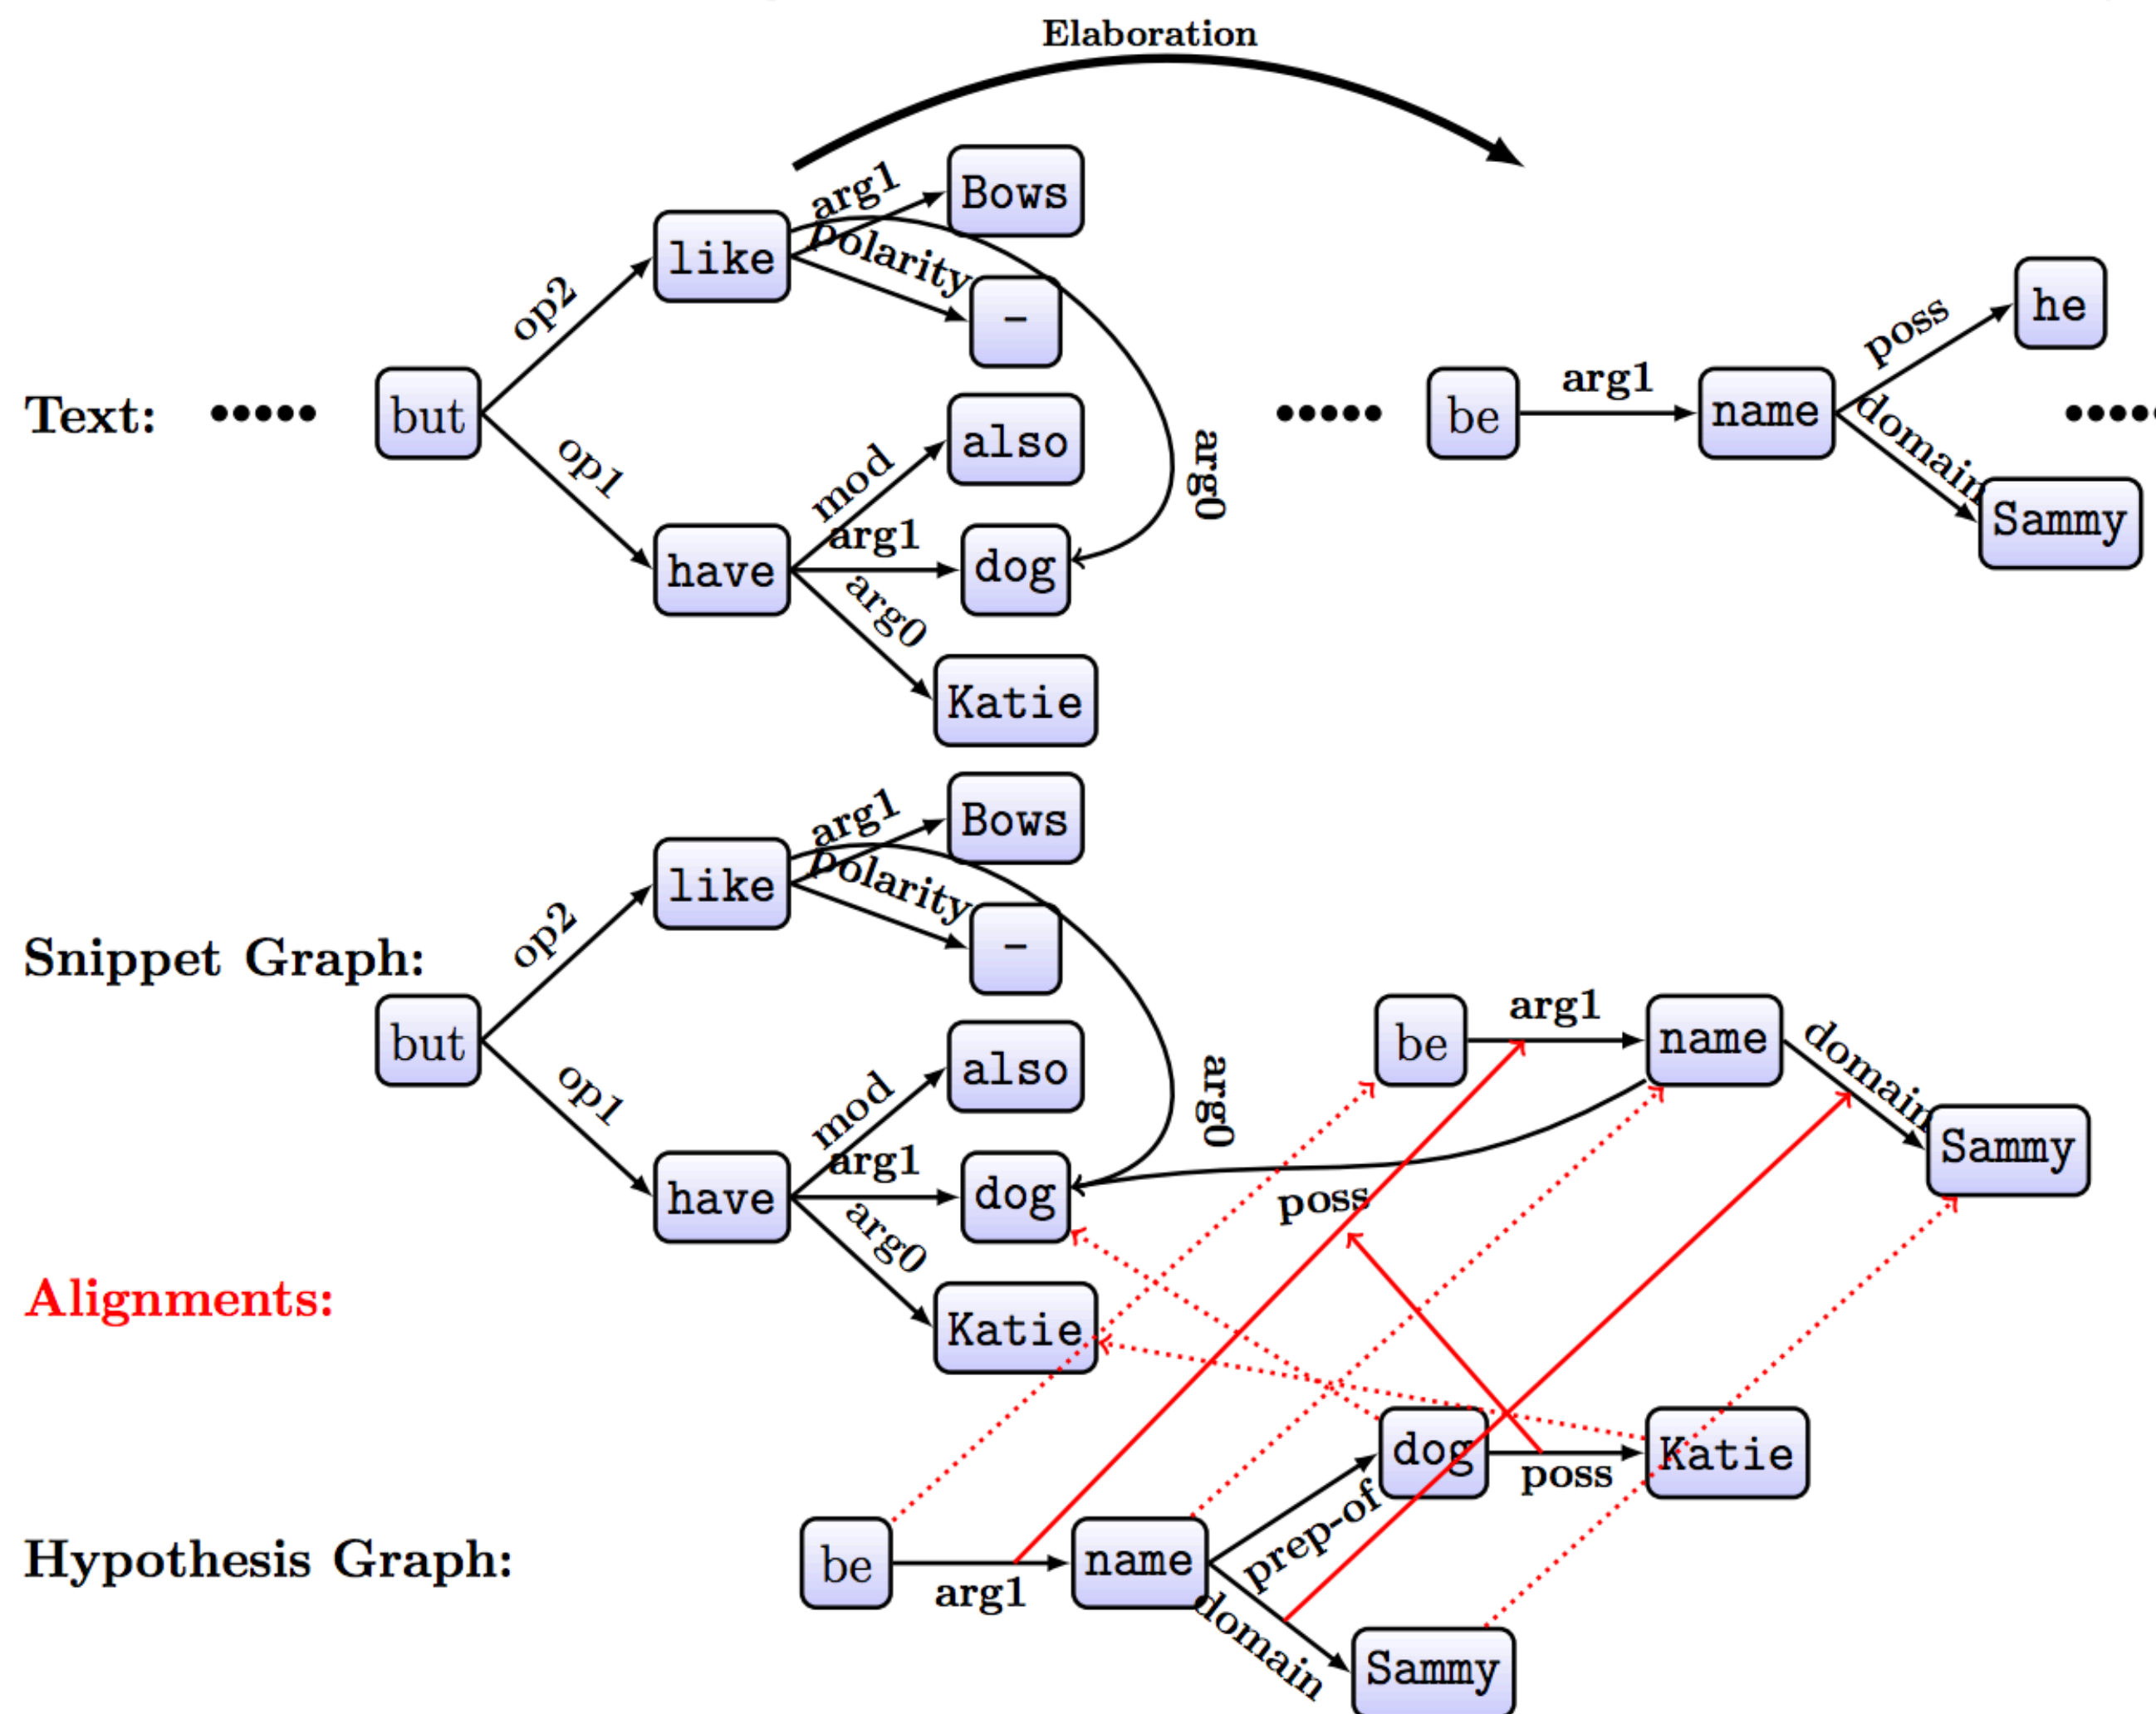 Elaboration
arg1
Bows
polarity
like
-
op2
he
poss
Text:
but
be
arg1
name
domain
also
arg0
op1
mod
Sammy
have
arg1
dog
arg0
Katie
arg1
Bows
polarity
like
-
op2
Snippet Graph:
but
be
arg1
name
domain
also
arg0
op1
mod
Sammy
have
arg1
dog
poss
arg0
Alignments:
Katie
dog
poss
Katie
prep-of
Hypothesis Graph:
be
arg1
name
domain
Sammy